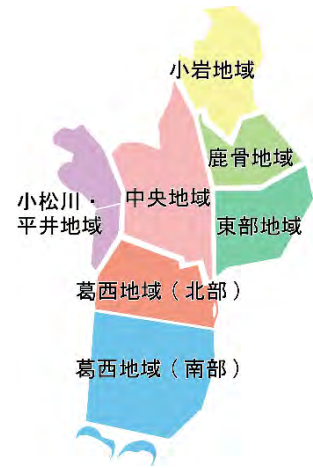 小岩地域
鹿骨地域
小松川・
平井地域
中央地域
東部地域
葛西地域（北部）
葛西地域（南部）